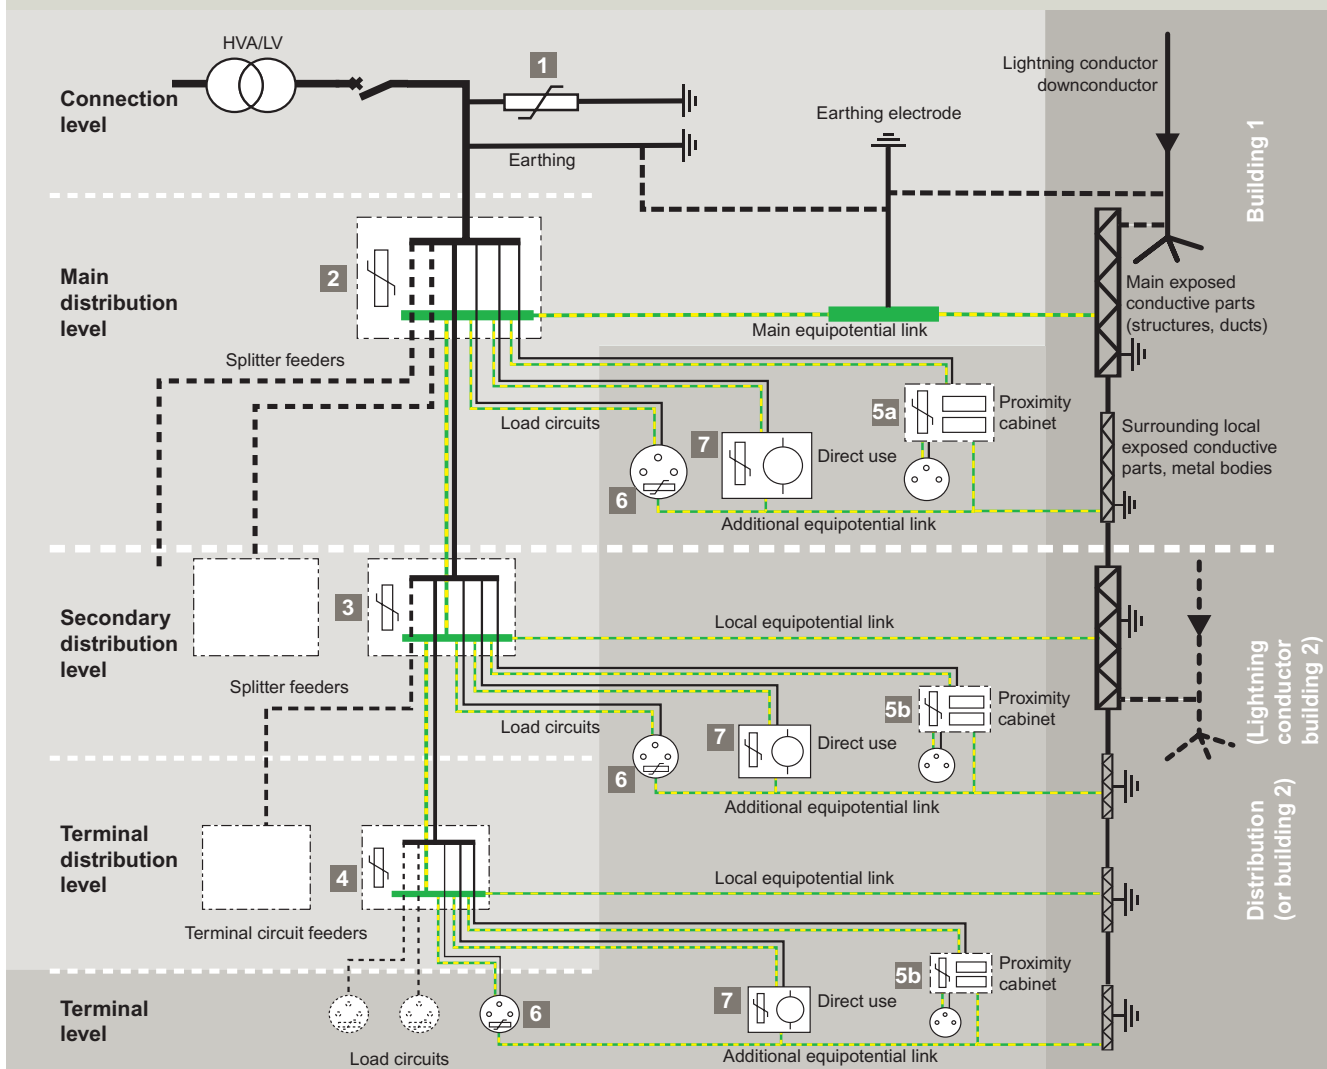 HVA/LV
1
Connection
level
Earthing
Earthing electrode
Lightning conductor
downconductor
Building 1
Main
distribution
level
2
Main equipotential link
Main exposed
conductive parts
(structures, ducts)
Splitter feeders
Load circuits
6
7
Direct use
5a
Proximity
cabinet
Surrounding local
exposed conductive
parts, metal bodies
Additional equipotential link
Secondary
distribution
level
3
Local equipotential link
Splitter feeders
Load circuits
6
7
Direct use
5b
Proximity
cabinet
(Lightning
conductor
building 2)
Additional equipotential link
Terminal
distribution
level
4
Local equipotential link
Distribution
(or building 2)
Terminal circuit feeders
Terminal
level
6
7
Direct use
5b
Proximity
cabinet
Load circuits
Additional equipotential link